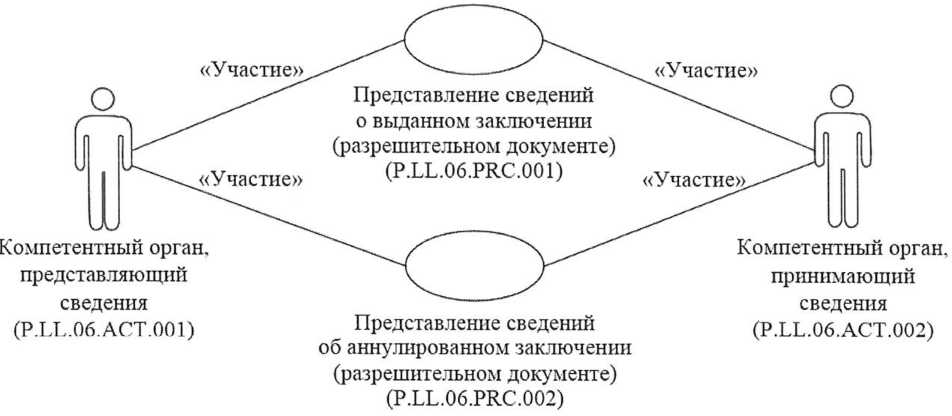 «Участие»
«Участие»
Представление сведений
о выданном заключении
(разрешительном документе)
(P.LL.06.PRC.001)
«Участие»
«Участие»
Компетентный орган,
представляющий
сведения
(P.LL.06.ACT.001)
Компетентный орган,
принимающий
сведения
(P.LL.06.ACT.002)
Представление сведений
об аннулированном заключении
(разрешительном документе)
(P.LL.06.PRC.002)